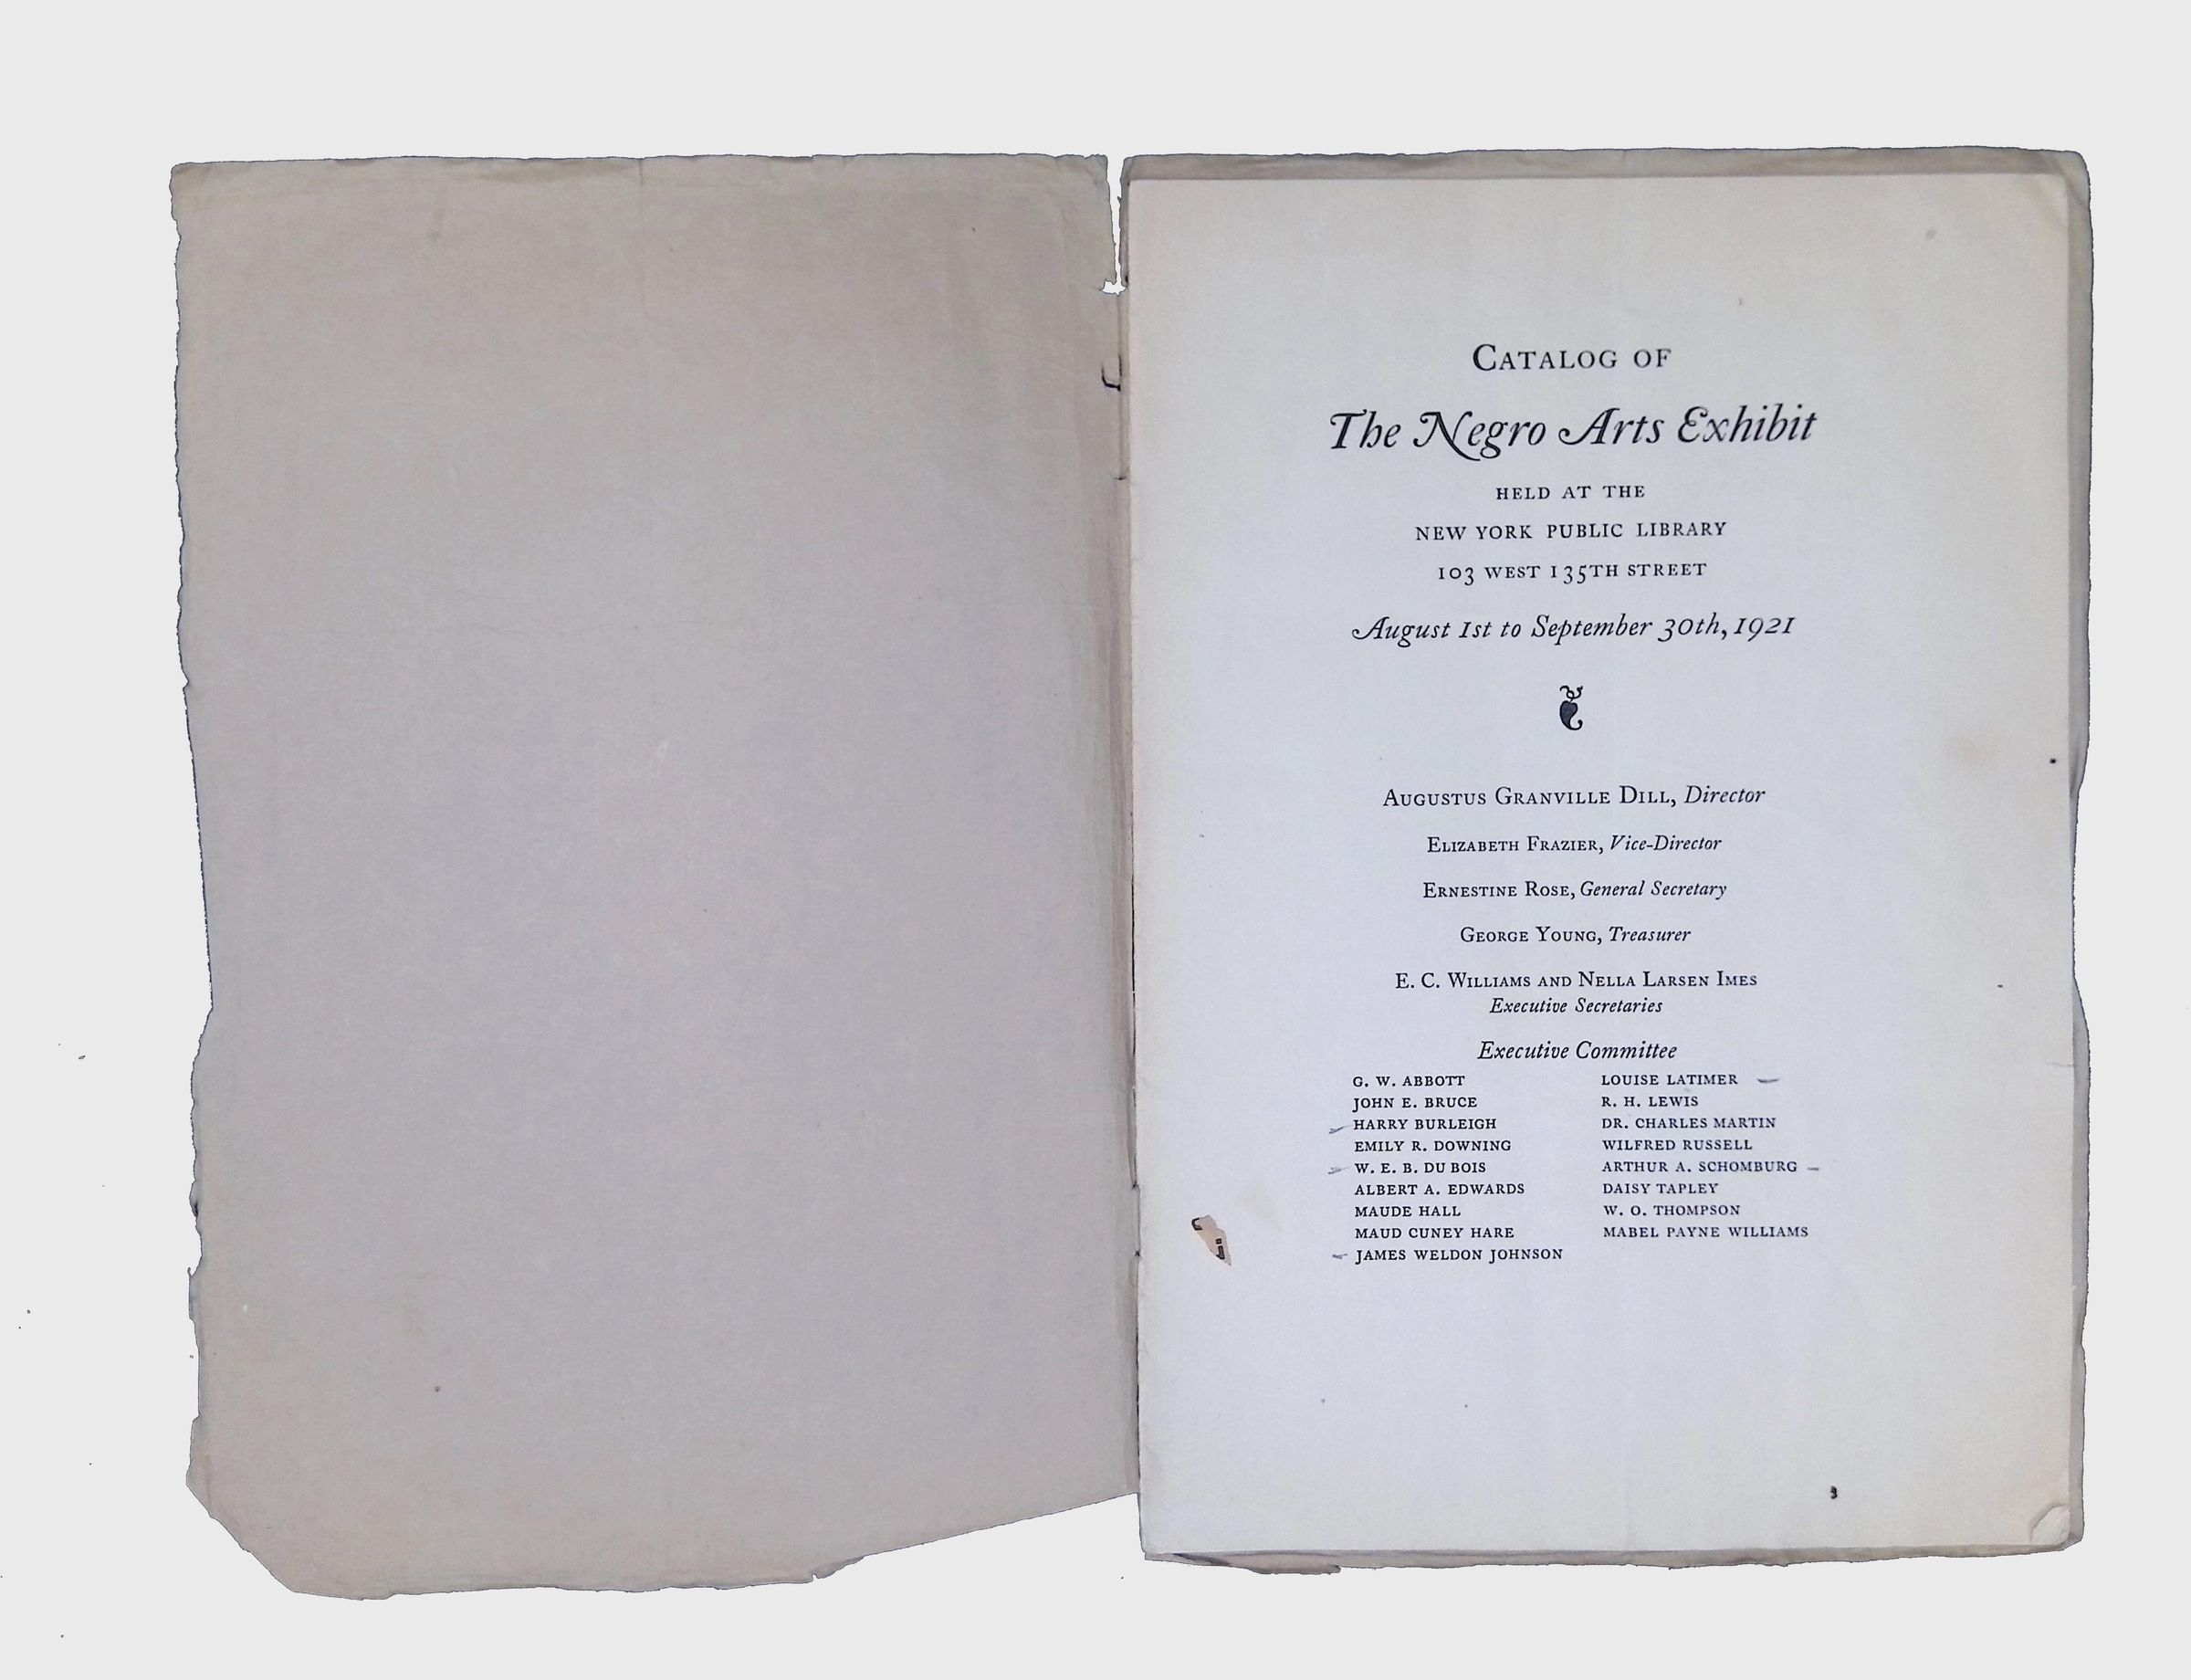 CATALOG OF
The Negro Arts Exhibit
HELD AT THE
NEW YORK PUBLIC LIBRARY
103 WEST 135TH STREET
August 1st to September 30th, 1921
AUGUSTUS GRANVILLE DILL, Director
ELIZABETH FRAZIER, Vice-Director
ERNESTINE ROSE, General Secretary
GEORGE YOUNG, Treasurer
E. C. WILLIAMS AND NELLA LARSEN IMES
Executive Secretaries
Executive Committee
G. W. ABBOTT
JOHN E. BRUCE
HARRY BURLEIGH
EMILY R. DOWNING
W. E. B. DU BOIS
ALBERT A. EDWARDS
MAUDE HALL
MAUD CUNEY HARE
JAMES WELDON JOHNSON
LOUISE LATIMER
R. H. LEWIS
DR. CHARLES MARTIN
WILFRED RUSSELL
ARTHUR A. SCHOMBURG
DAISY TAPLEY
W. O. THOMPSON
MABEL PAYNE WILLIAMS